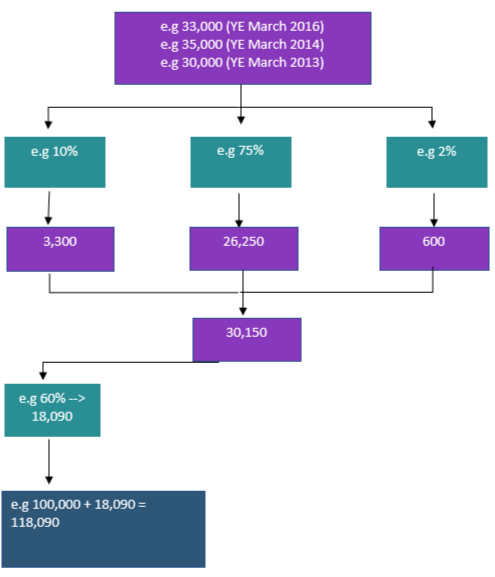 e.g 33,000 (YE March 2016)
e.g 35,000 (YE March 2014)
e.g 30,000 (YE March 2013)
e.g 10%
e.g 75%
e.g 2%
3,300
26,250
600
30,150
e.g 60% -->
18,090
e.g 100,000 + 18,090 =
118,090